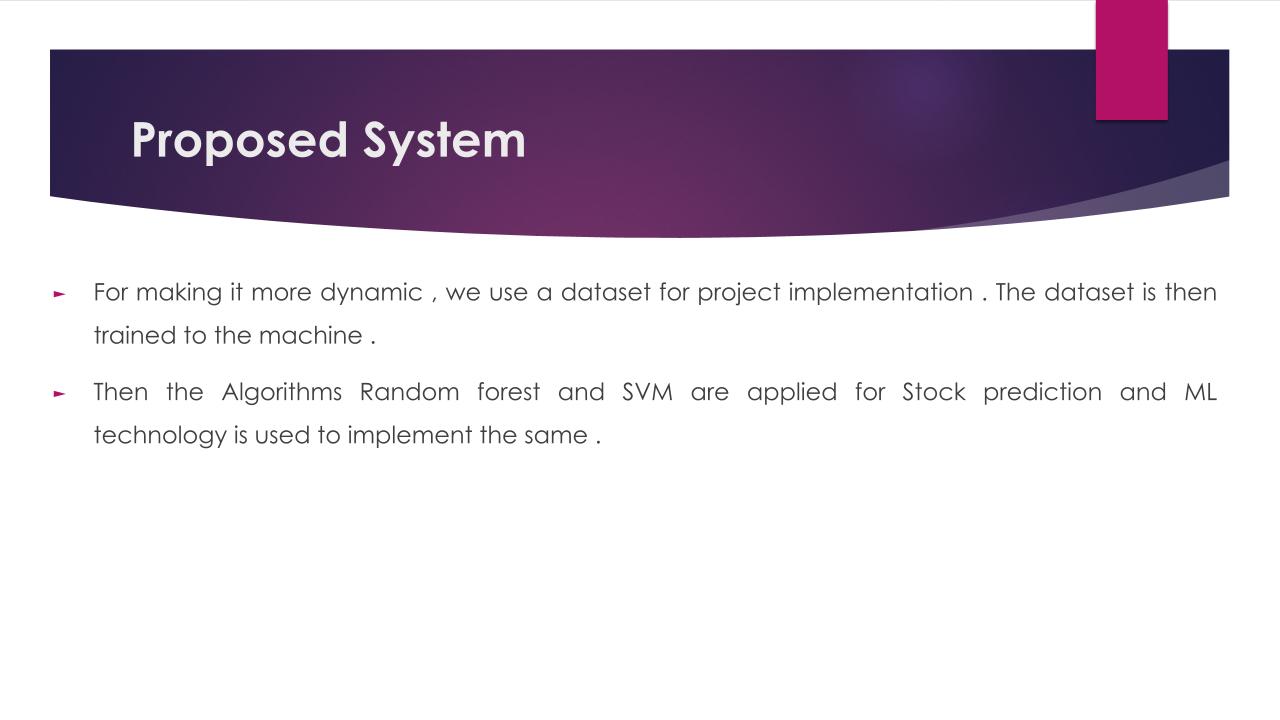 Proposed System
► For making it more dynamic , we use a dataset for project implementation . The dataset is then
trained to the machine .
► Then the Algorithms Random forest and SVM are applied for Stock prediction and ML
technology is used to implement the same .